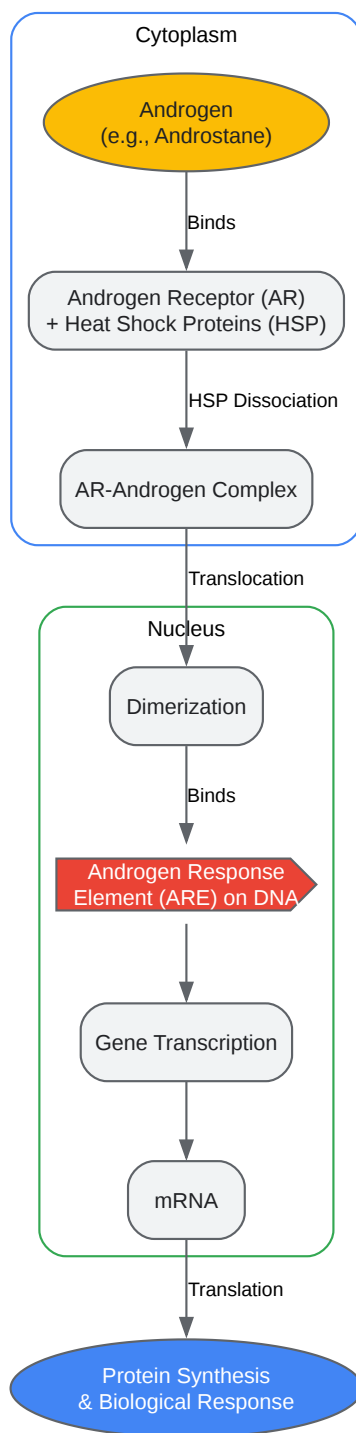 Cytoplasm
Androgen
(e.g., Androstane)
Binds
Androgen Receptor (AR)
+ Heat Shock Proteins (HSP)
HSP Dissociation
AR-Androgen Complex
Translocation
Nucleus
Dimerization
Binds
Androgen Response
Element (ARE) on DNA
Gene Transcription
mRNA
Translation
Protein Synthesis
& Biological Response